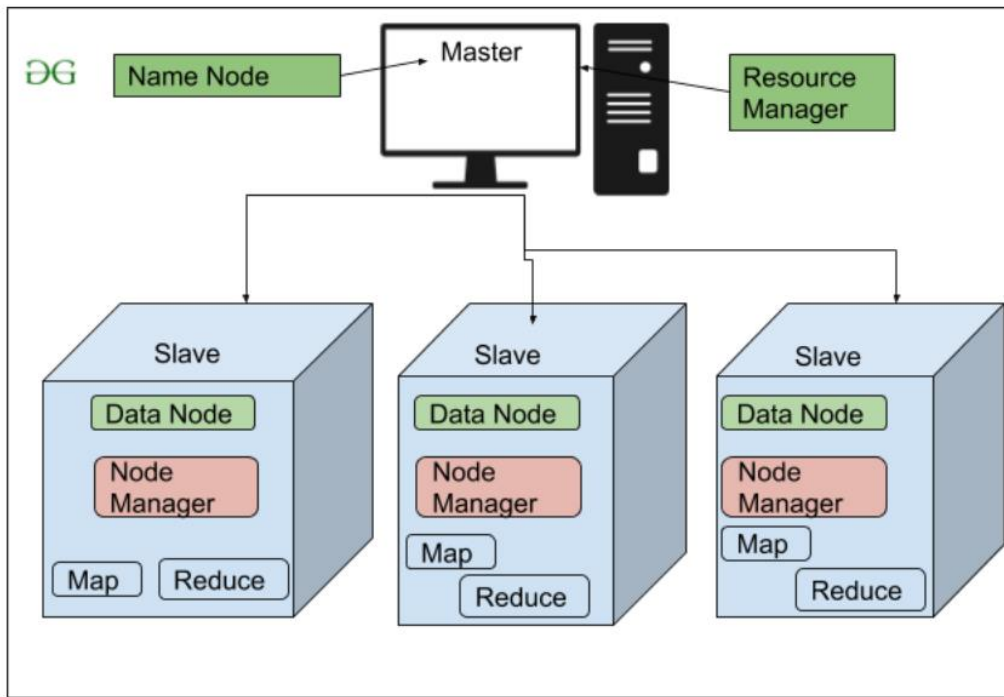 Name Node
Master
Resource
Manager
Slave
Data Node
Node
Manager
Map
Reduce
Slave
Data Node
Node
Manager
Map
Reduce
Slave
Data Node
Node
Manager
Map
Reduce